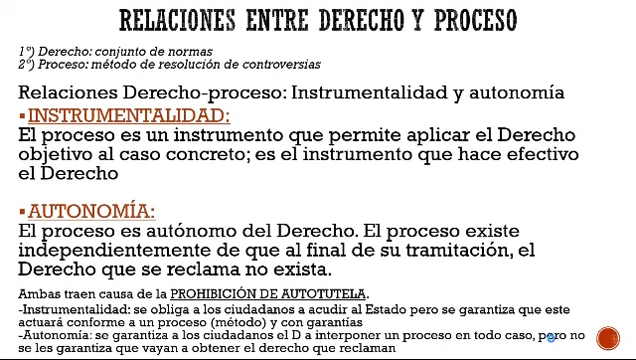 RELACIONES ENTRE DERECHO Y PROCESO
1º) Derecho: conjunto de normas
2º) Proceso: método de resolución de controversias
Relaciones Derecho-proceso: Instrumentalidad y autonomía
▪INSTRUMENTALIDAD:
El proceso es un instrumento que permite aplicar el Derecho
objetivo al caso concreto; es el instrumento que hace efectivo
el Derecho
▪AUTONOMÍA:
El proceso es autónomo del Derecho. El proceso existe
independientemente de que al final de su tramitación, el
Derecho que se reclama no exista.
Ambas traen causa de la PROHIBICIÓN DE AUTOTUTELA.
-Instrumentalidad: se obliga a los ciudadanos a acudir al Estado pero se garantiza que este
actuará conforme a un proceso (método) y con garantías
-Autonomía: se garantiza a los ciudadanos el D a interponer un proceso en todo caso, pero no
se les garantiza que vayan a obtener el derecho que reclaman